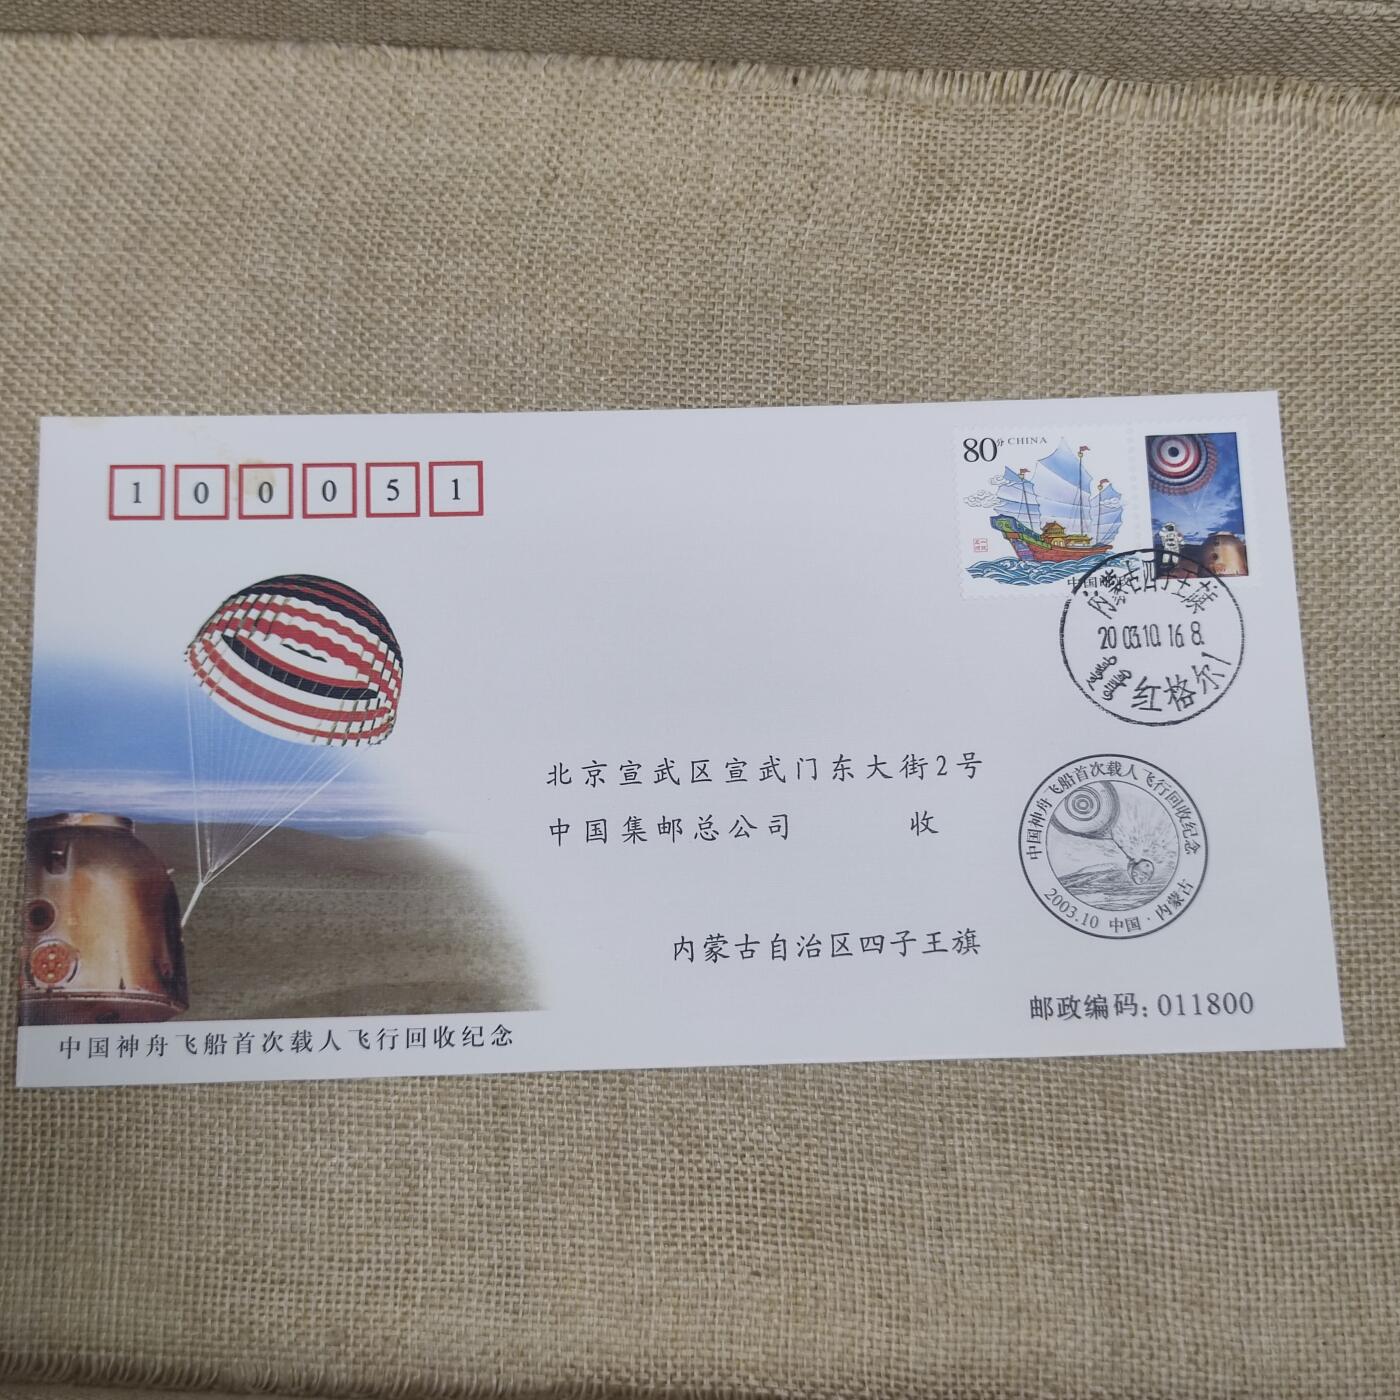 100051
80分 CHINA
一帆风顺
中国邮政
内蒙古四子王旗
2003.10.16.8.
红格尔1
北京宣武区宣武门东大街2号
中国集邮总公司 收
中国神舟飞船首次载人飞行回收纪念
2003.10 中国·内蒙古
内蒙古自治区四子王旗
邮政编码:011800
中国神舟飞船首次载人飞行回收纪念